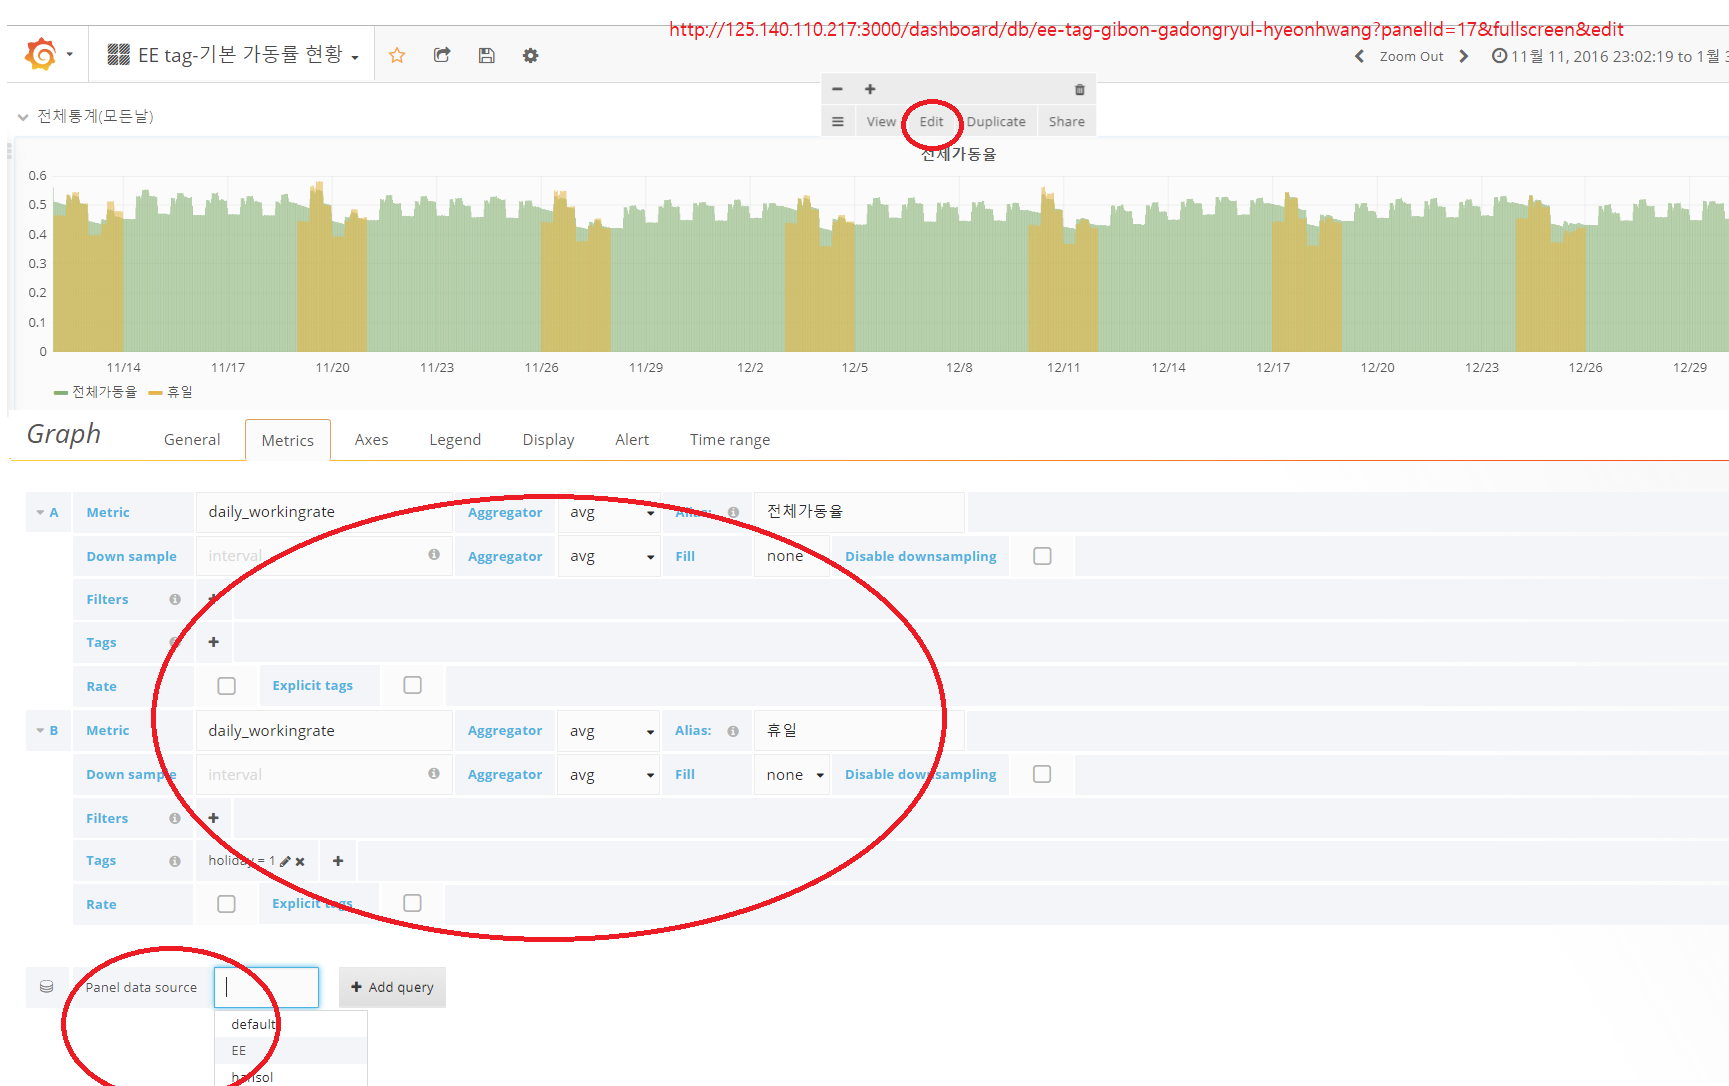 http://125.140.110.217:3000/dashboard/db/ee-tag-gibon-gadongryul-hyeonhwang?panelId=17&fullscreen&edit
EE tag-기본 가동률 현황
Zoom Out 11월 11, 2016 23:02:19 to 1월 3
전체통계(모든날)
View Edit Duplicate Share
전체가동율
0.6
0.5
0.4
0.3
0.2
0.1
0
11/14 11/17 11/20 11/23 11/26 11/29 12/2 12/5 12/8 12/11 12/14 12/17 12/20 12/23 12/26 12/29
전체가동율 휴일
Graph General Metrics Axes Legend Display Alert Time range
A Metric daily_workingrate Aggregator avg Alias: 전체가동율
Down sample interval Aggregator avg Fill none Disable downsampling
Filters +
Tags +
Rate Explicit tags
B Metric daily_workingrate Aggregator avg Alias: 휴일
Down sample interval Aggregator avg Fill none Disable downsampling
Filters +
Tags holiday = 1 +
Rate Explicit tags
Panel data source + Add query
default
EE
hansol